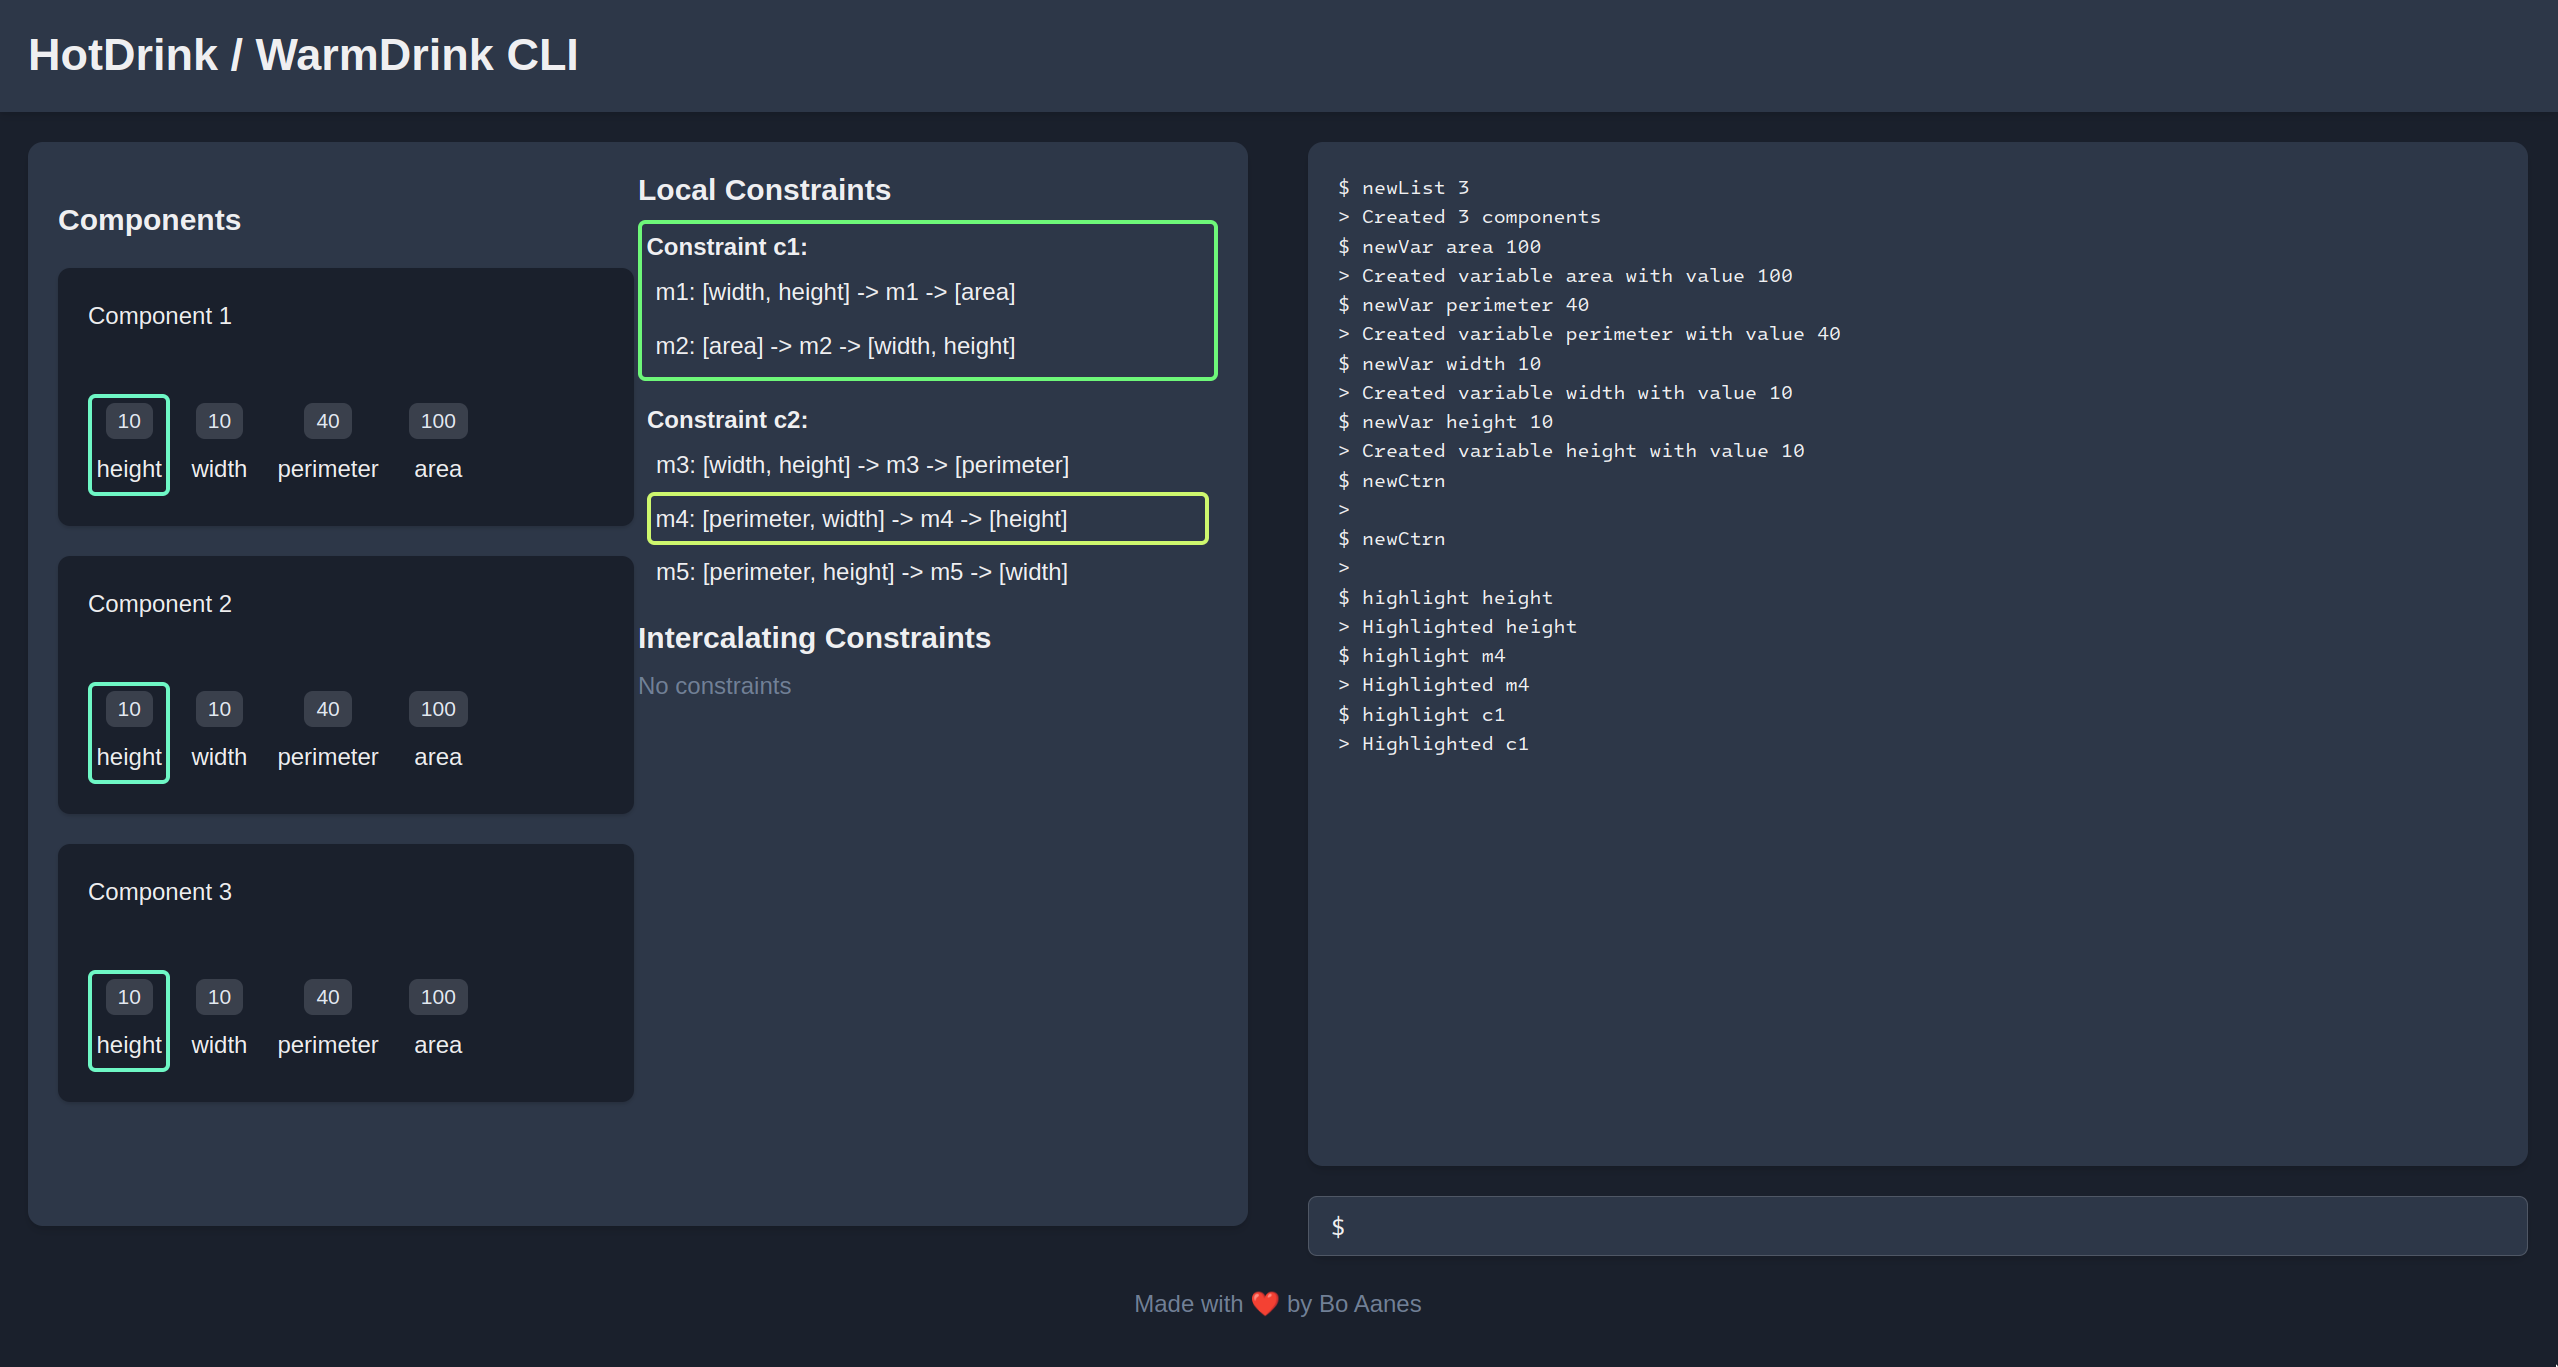 HotDrink / WarmDrink CLI
Components
Component 1
10 10 40 100
height width perimeter area
Component 2
10 10 40 100
height width perimeter area
Component 3
10 10 40 100
height width perimeter area
Local Constraints
Constraint c1:
m1: [width, height] -> m1 -> [area]
m2: [area] -> m2 -> [width, height]
Constraint c2:
m3: [width, height] -> m3 -> [perimeter]
m4: [perimeter, width] -> m4 -> [height]
m5: [perimeter, height] -> m5 -> [width]
Intercalating Constraints
No constraints
$ newList 3
> Created 3 components
$ newVar area 100
> Created variable area with value 100
$ newVar perimeter 40
> Created variable perimeter with value 40
$ newVar width 10
> Created variable width with value 10
$ newVar height 10
> Created variable height with value 10
$ newCtrn
>
$ newCtrn
>
$ highlight height
> Highlighted height
$ highlight m4
> Highlighted m4
$ highlight c1
> Highlighted c1
$
Made with ❤️ by Bo Aanes